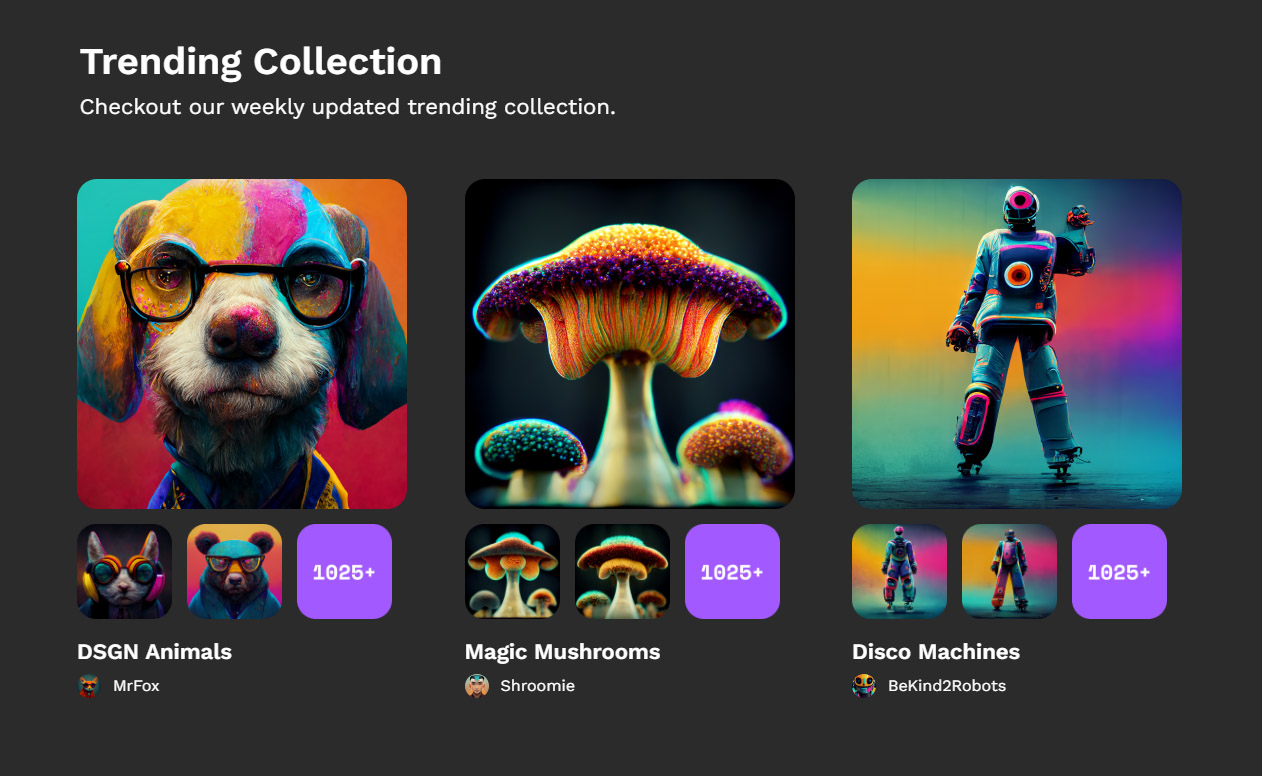 Trending Collection
Checkout our weekly updated trending collection.
1025+
1025+
1025+
DSGN Animals
Magic Mushrooms
Disco Machines
MrFox
Shroomie
BeKind2Robots